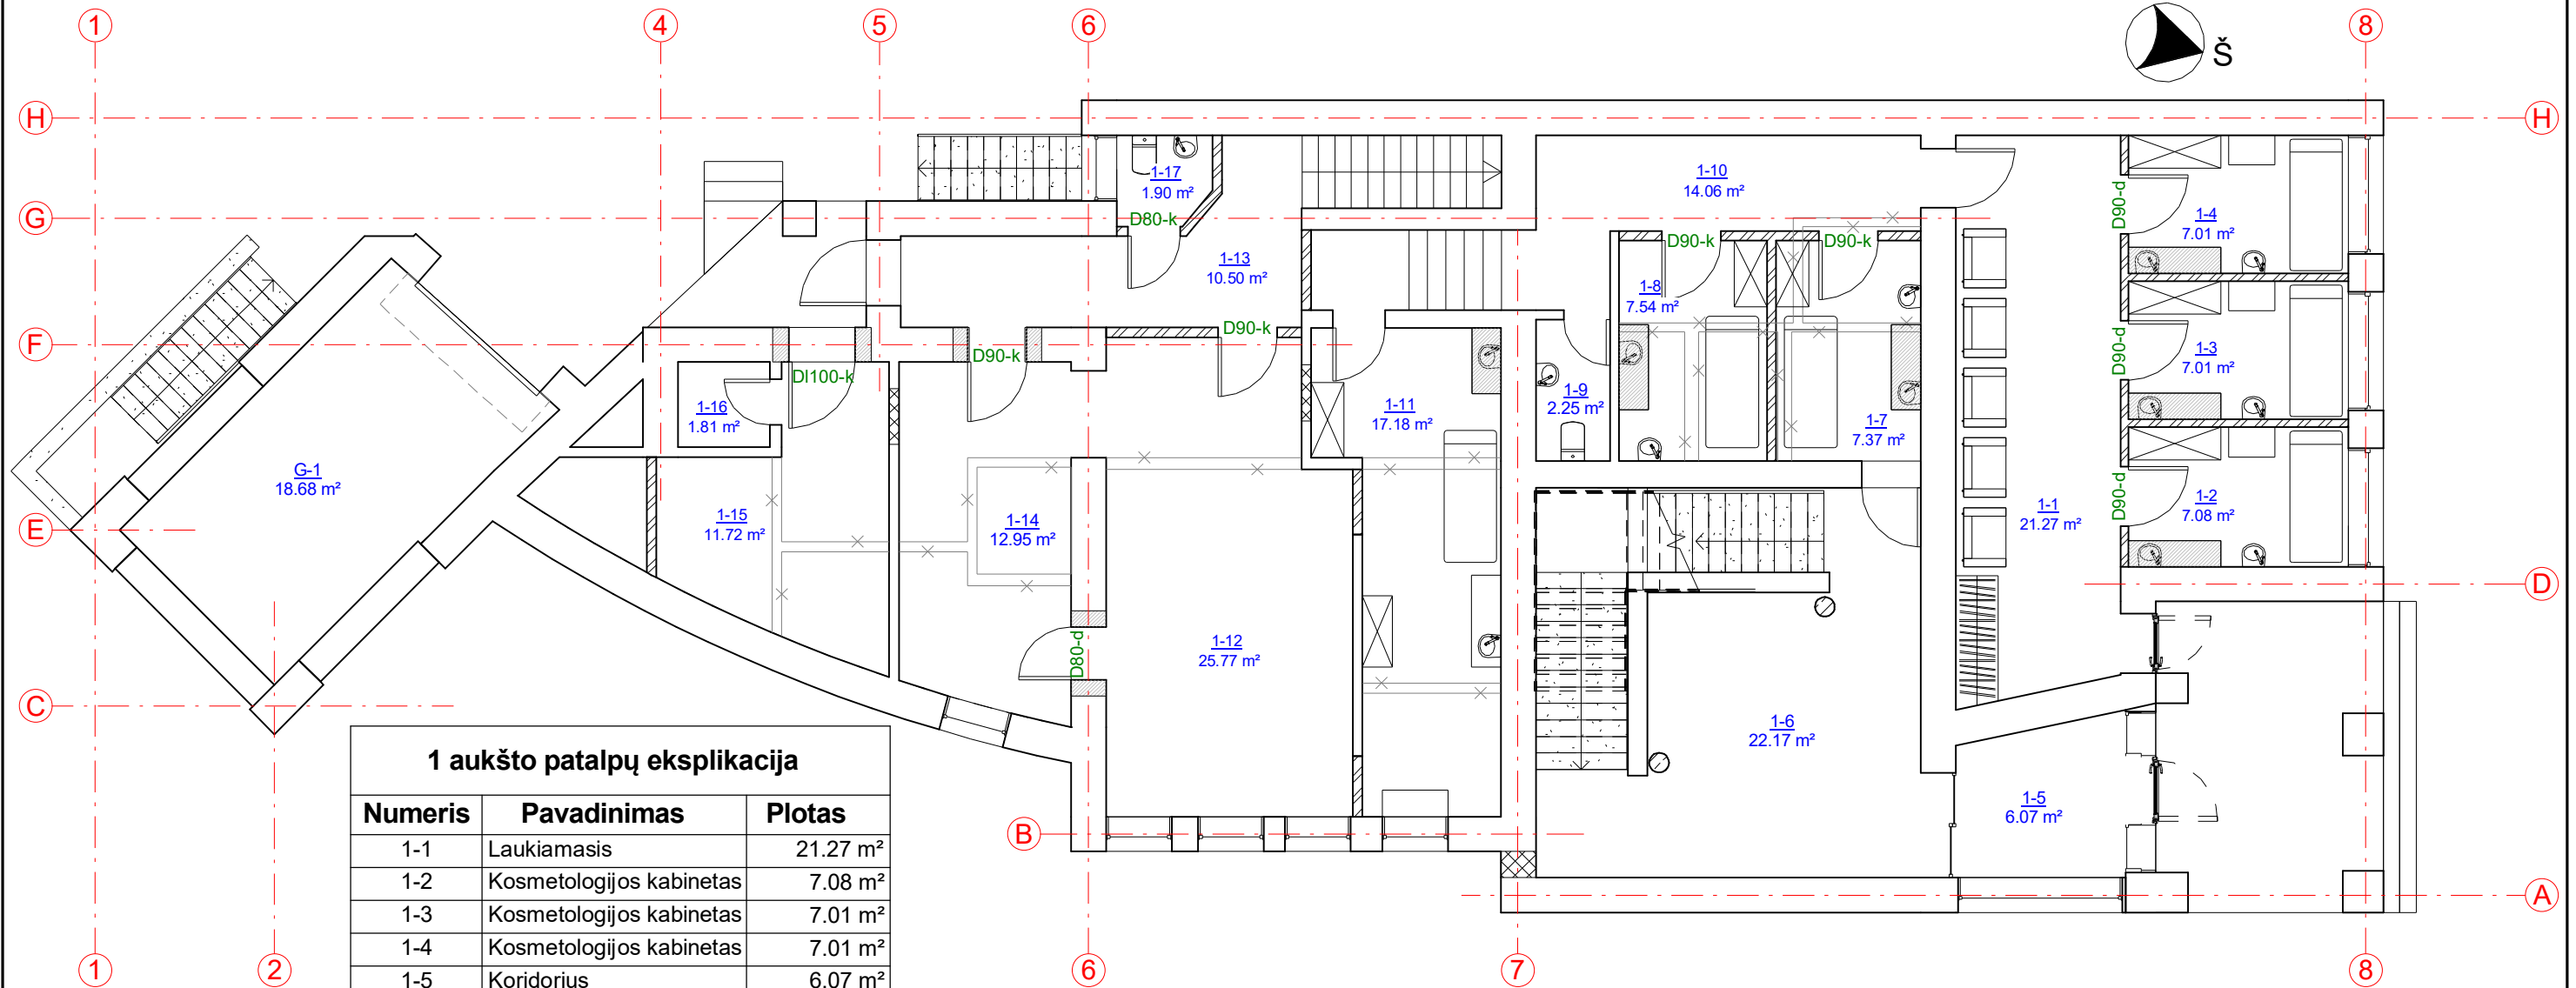 1
4
5
6
8
Š
H
H
1-17
1.90 m²
1-10
14.06 m²
D90-d
1-4
7.01 m²
G
D80-k
D90-k
D90-k
1-13
10.50 m²
1-8
7.54 m²
F
D90-k
D90-k
DI100-k
D90-d
1-3
7.01 m²
1-16
1.81 m²
1-11
17.18 m²
1-9
2.25 m²
1-7
7.37 m²
G-1
18.68 m²
D90-d
1-2
7.08 m²
1-1
21.27 m²
E
1-15
11.72 m²
1-14
12.95 m²
D
D80-d
1-12
25.77 m²
C
1-6
22.17 m²
1-5
6.07 m²
B
A
1 aukšto patalpų eksplikacija
Numeris Pavadinimas Plotas
1-1 Laukiamasis 21.27 m²
1-2 Kosmetologijos kabinetas 7.08 m²
1-3 Kosmetologijos kabinetas 7.01 m²
1-4 Kosmetologijos kabinetas 7.01 m²
1-5 Koridorius 6.07 m²
1
2
6
7
8